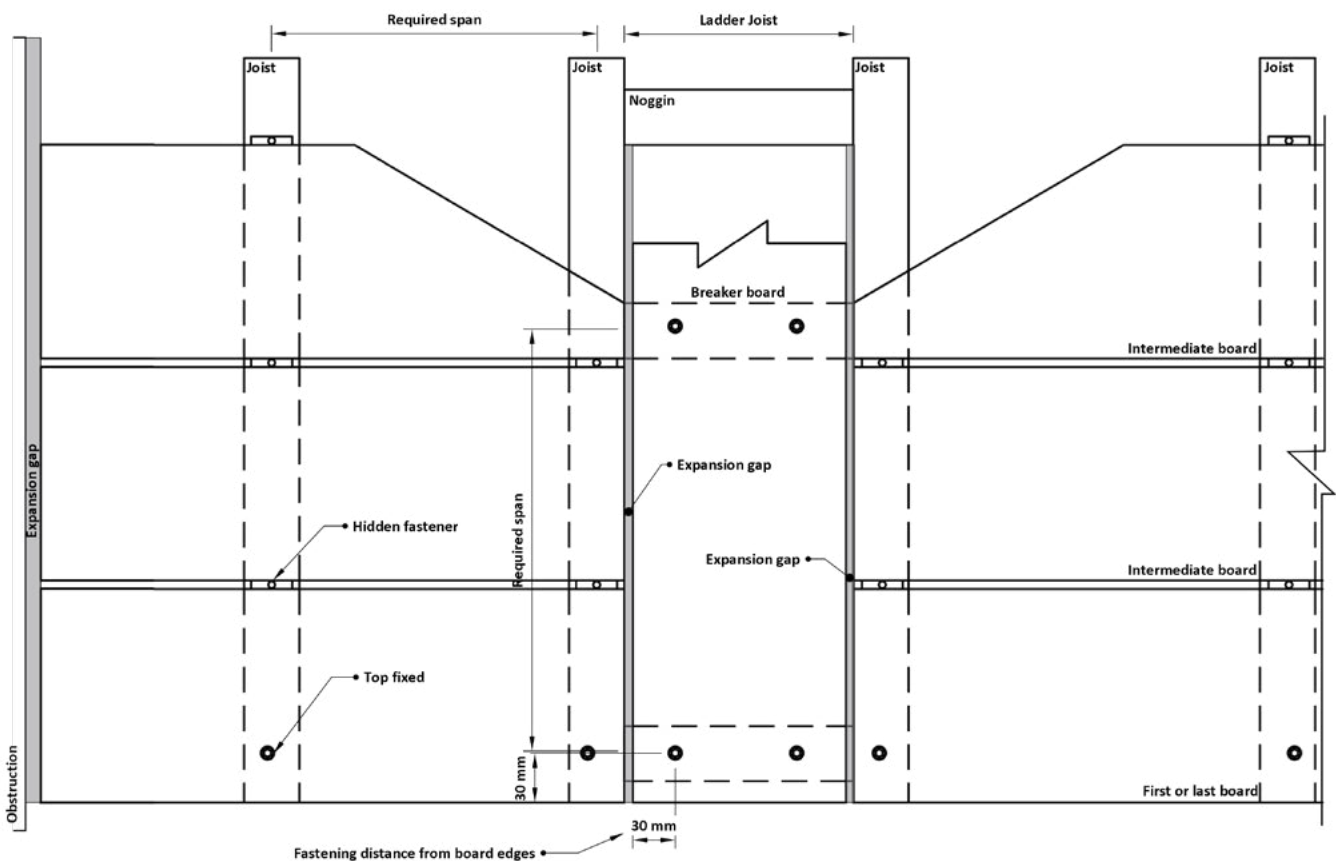 Required span
Ladder Joist
Joist
Joist
Joist
Joist
Noggin
Breaker board
Intermediate board
Expansion gap
Expansion gap
Required span
Hidden fastener
Expansion gap
Intermediate board
Top fixed
Obstruction
30 mm
First or last board
30 mm
Fastening distance from board edges